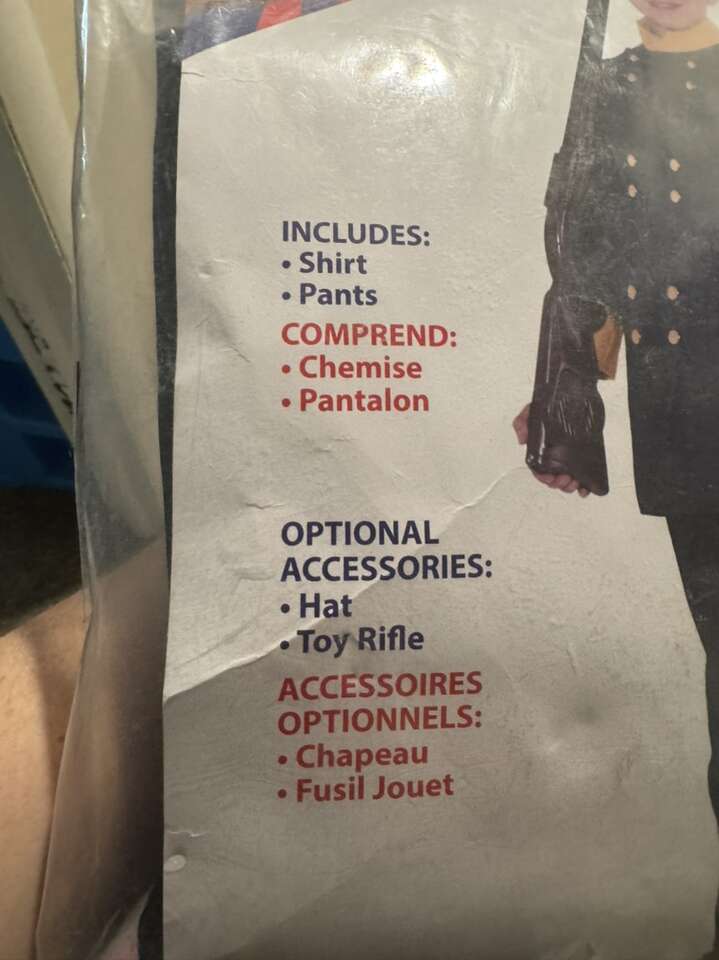 INCLUDES:
• Shirt
• Pants
COMPREND:
• Chemise
• Pantalon
OPTIONAL
ACCESSORIES:
• Hat
• Toy Rifle
ACCESSOIRES
OPTIONNELS:
• Chapeau
• Fusil Jouet